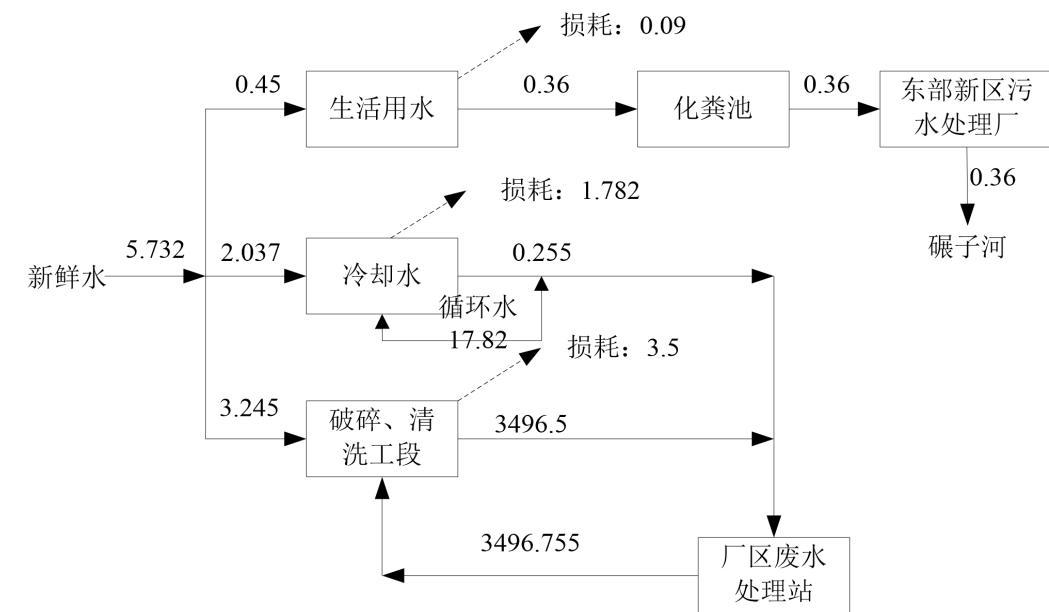 损耗：0.09
0.45
生活用水
0.36
化粪池
0.36
东部新区污
水处理厂
0.36
碾子河
损耗：1.782
新鲜水
5.732
2.037
冷却水
0.255
循环水
17.82
损耗：3.5
3.245
破碎、清
洗工段
3496.5
3496.755
厂区废水
处理站